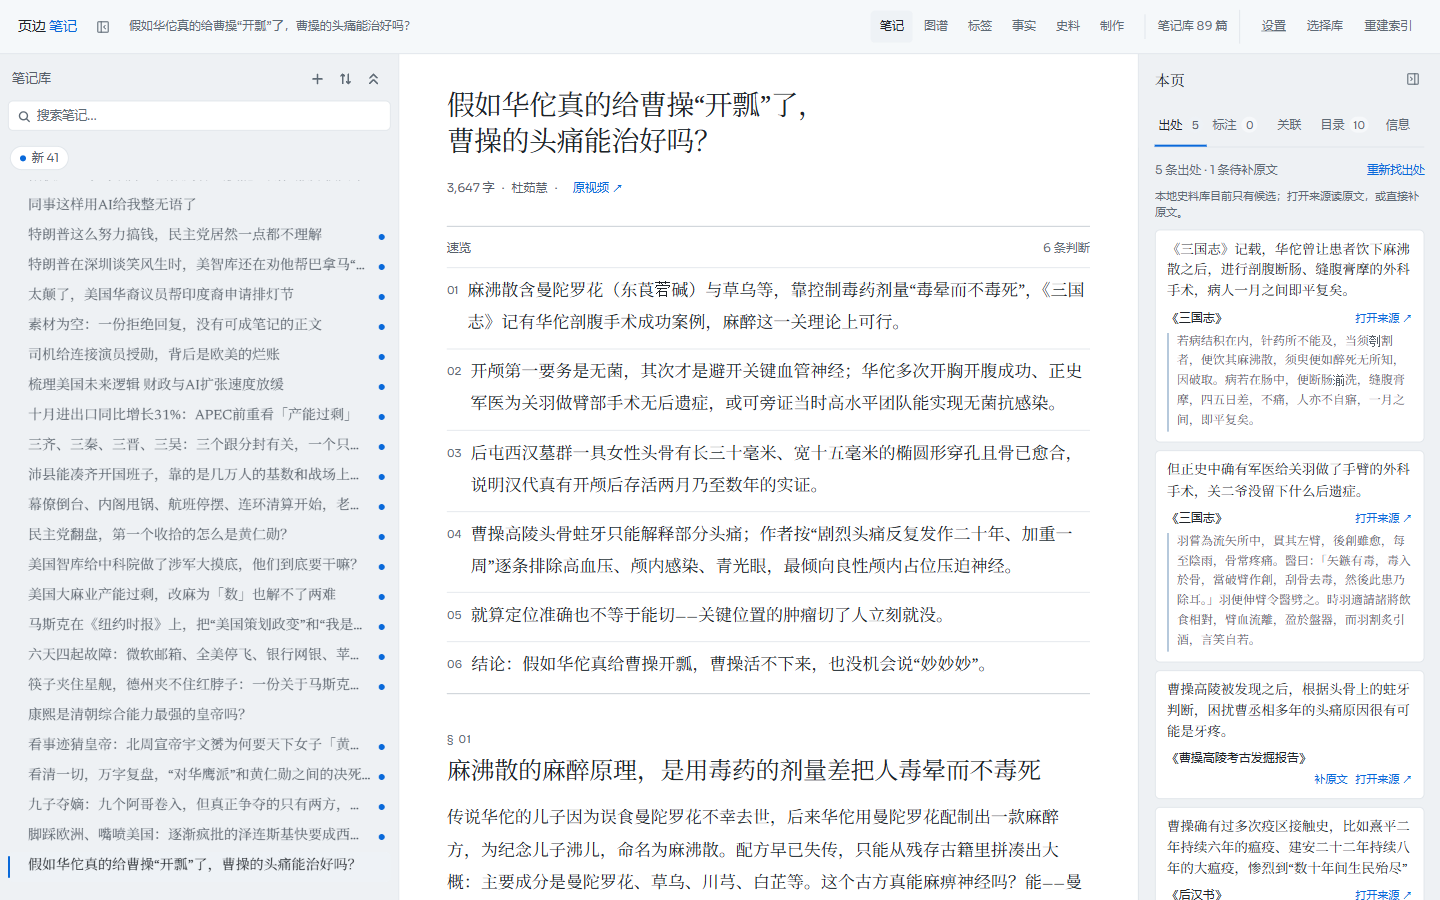 页边 笔记
假如华佗真的给曹操“开瓢”了，曹操的头痛能治好吗？
笔记 图谱 标签 事实 史料 制作 笔记库 89 篇 设置 选择库 重建索引
笔记库
搜索笔记...
新 41
同事这样用AI给我整无语了
特朗普这么努力搞钱，民主党居然一点都不理解
特朗普在深圳谈笑风生时，美智库还在劝他帮巴拿马“...
太颠了，美国华裔议员帮印度裔申请排灯节
素材为空：一份拒绝回复，没有可成笔记的正文
司机给连接演员授勋，背后是欧美的烂账
梳理美国未来逻辑 财政与AI扩张速度放缓
十月进出口同比增长31%：APEC前重看「产能过剩」
三齐、三秦、三晋、三吴：三个跟分封有关，一个只...
沛县能凑齐开国班子，靠的是几万人的基数和战场上...
幕僚倒台、内阁甩锅、航班停摆、连环清算开始，老...
民主党翻盘，第一个收拾的怎么是黄仁勋？
美国智库给中科院做了涉军大摸底，他们到底要干嘛？
美国大麻业产能过剩，改麻为「数」也解不了两难
马斯克在《纽约时报》上，把“美国策划政变”和“我是...
六天四起故障：微软邮箱、全美停飞、银行网银、苹...
筷子夹住星舰，德州夹不住红脖子：一份关于马斯克...
康熙是清朝综合能力最强的皇帝吗？
看事迹猜皇帝：北周宣帝宇文赟为何要天下女子「黄...
看清一切，万字复盘，“对华鹰派”和黄仁勋之间的决死...
九子夺嫡：九个阿哥卷入，但真正争夺的只有两方，...
脚踩欧洲、嘴喷美国：逐渐疯批的泽连斯基快要成西...
假如华佗真的给曹操“开瓢”了，曹操的头痛能治好吗？
假如华佗真的给曹操“开瓢”了，
曹操的头痛能治好吗？
3,647 字 · 杜茹慧 · 原视频 ↗
速览 6 条判断
01 麻沸散含曼陀罗花（东莨菪碱）与草乌等，靠控制毒药剂量“毒晕而不毒死”，《三国
志》记有华佗剖腹手术成功案例，麻醉这一关理论上可行。
02 开颅第一要务是无菌，其次才是避开关键血管神经；华佗多次开胸开腹成功、正史
军医为关羽做臂部手术无后遗症，或可旁证当时高水平团队能实现无菌抗感染。
03 后屯西汉墓群一具女性头骨有长三十毫米、宽十五毫米的椭圆形穿孔且骨已愈合，
说明汉代真有开颅后存活两月乃至数年的实证。
04 曹操高陵头骨蛀牙只能解释部分头痛；作者按“剧烈头痛反复发作二十年、加重一
周”逐条排除高血压、颅内感染、青光眼，最倾向良性颅内占位压迫神经。
05 就算定位准确也不等于能切——关键位置的肿瘤切了人立刻就没。
06 结论：假如华佗真给曹操开瓢，曹操活不下来，也没机会说“妙妙妙”。
§ 01
麻沸散的麻醉原理，是用毒药的剂量差把人毒晕而不毒死
传说华佗的儿子因为误食曼陀罗花不幸去世，后来华佗用曼陀罗花配制出一款麻醉
方，为纪念儿子沸儿，命名为麻沸散。配方早已失传，只能从残存古籍里拼凑出大
概：主要成分是曼陀罗花、草乌、川芎、白芷等。这个古方真能麻痹神经吗？能——曼
本页
出处 5 标注 0 关联 目录 10 信息
5 条出处 · 1 条待补原文 重新找出处
本地史料库目前只有候选；打开来源读原文，或直接补
原文。
《三国志》记载，华佗曾让患者饮下麻沸
散之后，进行剖腹断肠、缝腹膏摩的外科
手术，病人一月之间即平复矣。
《三国志》 打开来源 ↗
若病结积在内，针药所不能及，当须刳割
者，便饮其麻沸散，须臾便如醉死无所知，
因破取。病若在肠中，便断肠湔洗，缝腹膏
摩，四五日差，不痛，人亦不自寤，一月之
间，即平复矣。
但正史中确有军医给关羽做了手臂的外科
手术，关二爷没留下什么后遗症。
《三国志》 打开来源 ↗
羽嘗為流矢所中，貫其左臂，後創雖愈，每
至陰雨，骨常疼痛。醫曰：「矢鏃有毒，毒入
於骨，當破臂作創，刮骨去毒，然後此患乃
除耳。」羽便伸臂令醫劈之。時羽適請諸將飲
食相對，臂血流離，盈於盤器，而羽割炙引
酒，言笑自若。
曹操高陵被发现之后，根据头骨上的蛀牙
判断，困扰曹丞相多年的头痛原因很有可
能是牙疼。
《曹操高陵考古发掘报告》
补原文 打开来源 ↗
曹操确有过多次疫区接触史，比如熹平二
年持续六年的瘟疫、建安二十二年持续八
年的大瘟疫，惨烈到“数十年间生民殆尽”
《后汉书》 打开来源 ↗